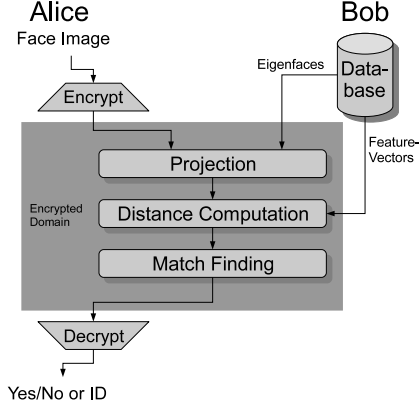 Alice
Bob
Face Image
Eigenfaces
Data-
base
Encrypt
Feature-
Vectors
Projection
Encrypted
Domain
Distance Computation
Match Finding
Decrypt
Yes/No or ID